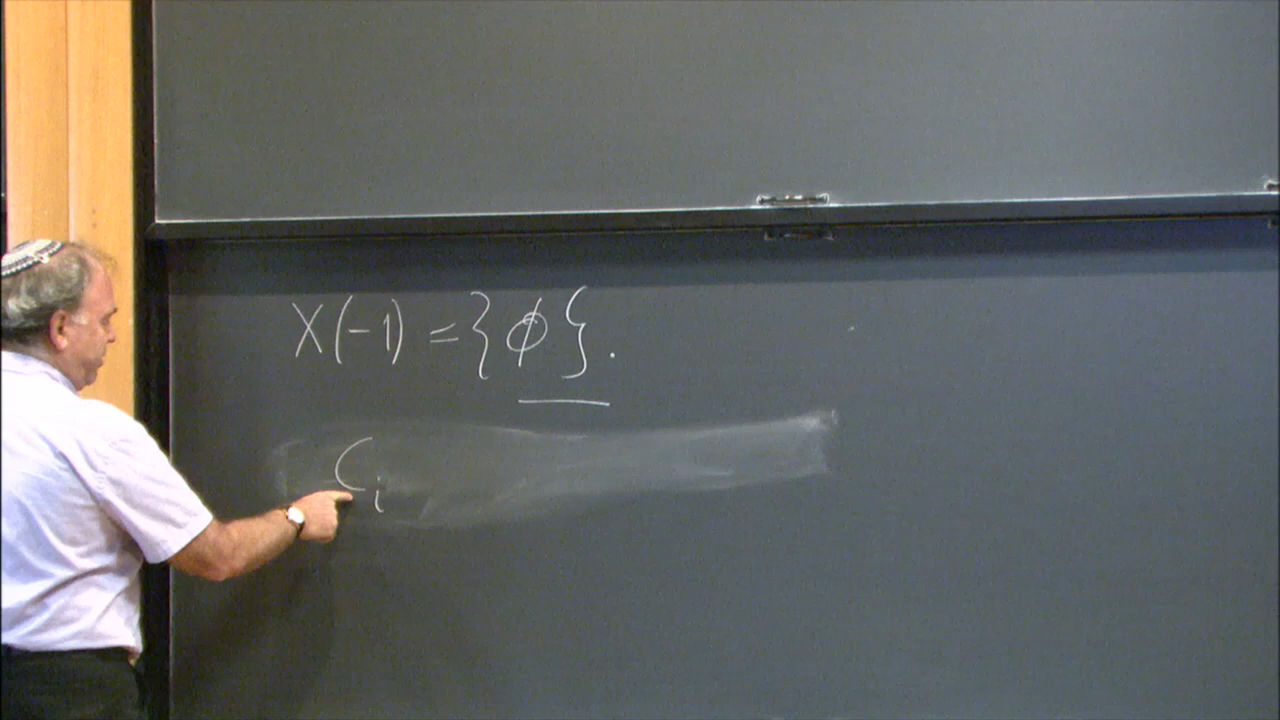 X(-1) = {ϕ}.
C_i